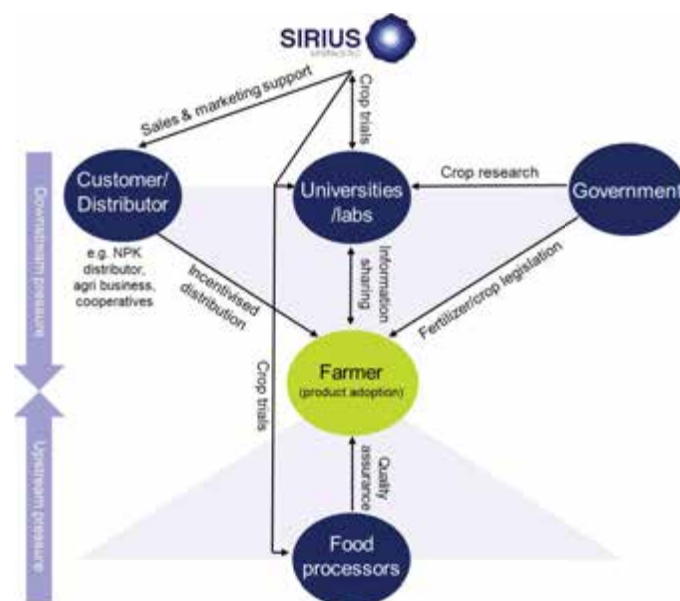 SIRIUS
Sales & marketing support
Crop trials
Customer/
Distributor
Universities
/labs
Crop research
Government
e.g. NPK
distributor,
agri business,
cooperatives
Incentivised
distribution
Information
sharing
Fertilizer/crop legislation
Downstream pressure
Farmer
(product adoption)
Crop trials
Upstream pressure
Quality
assurance
Food
processors